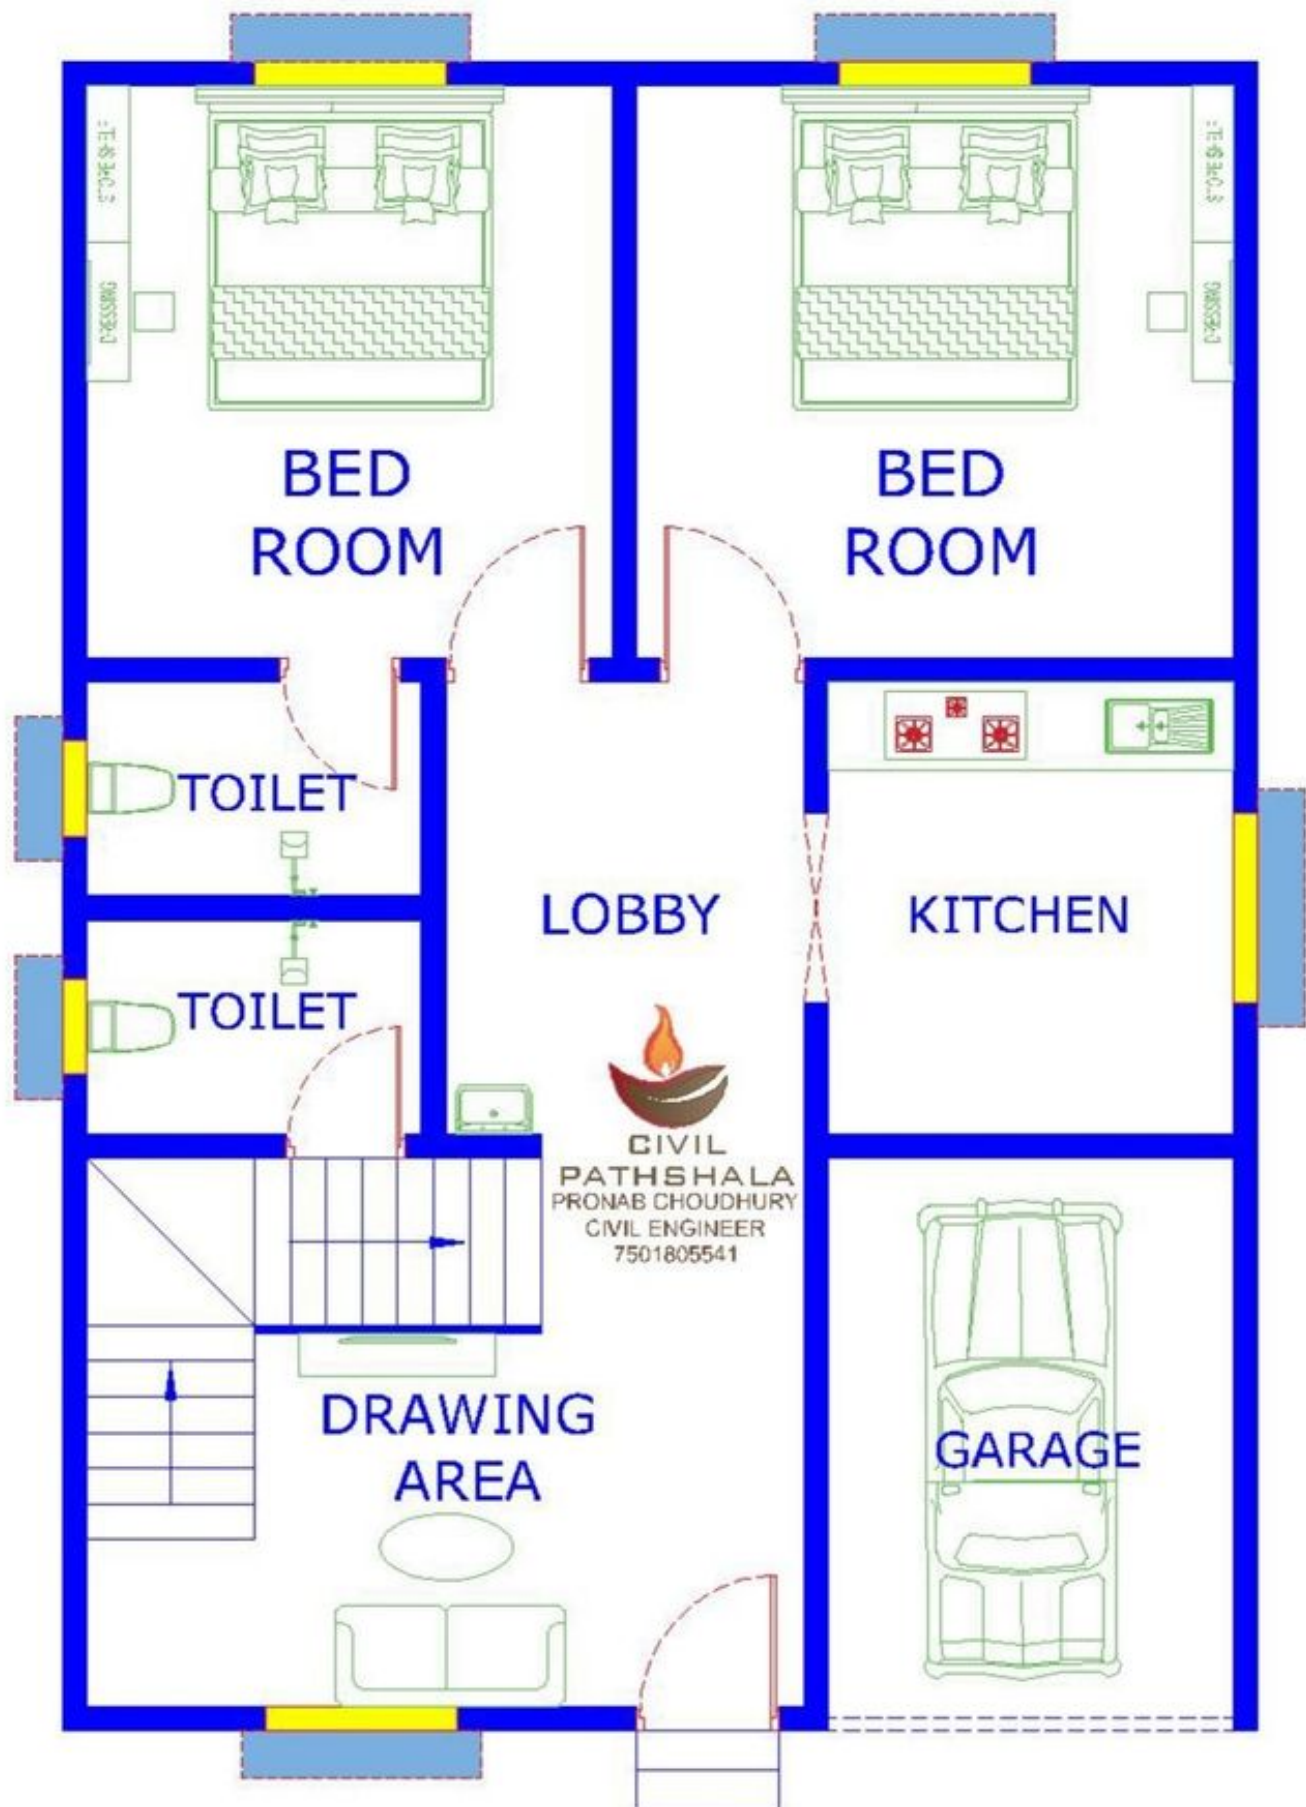 BED
ROOM
BED
ROOM
TOILET
LOBBY
KITCHEN
TOILET
CIVIL
PATHSHALA
PRONAB CHOUDHURY
CIVIL ENGINEER
7501805541
DRAWING
AREA
GARAGE